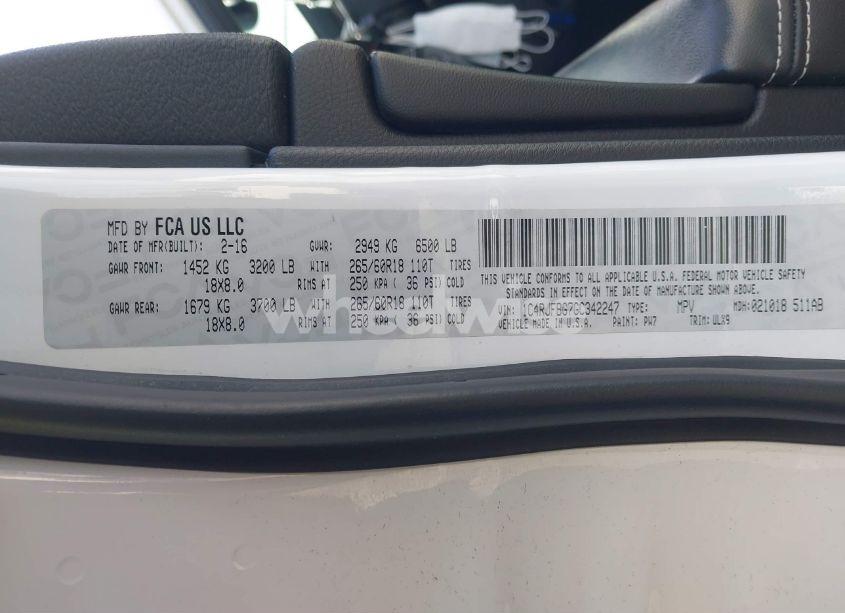 MFD BY FCA US LLC
DATE OF MFR(BUILT): 2-16 GVWR: 2949 KG 6500 LB
GAWR FRONT: 1452 KG 3200 LB WITH 265/60R18 110T TIRES
18X8.0 RIMS AT 250 KPA ( 36 PSI) COLD
GAWR REAR: 1679 KG 3700 LB WITH 265/60R18 110T TIRES
18X8.0 RIMS AT 250 KPA ( 36 PSI) COLD
THIS VEHICLE CONFORMS TO ALL APPLICABLE U.S.A. FEDERAL MOTOR VEHICLE SAFETY
STANDARDS IN EFFECT ON THE DATE OF MANUFACTURE SHOWN ABOVE.
VIN: 1C4RJFBG7GC342247 TYPE: MPV MDH:021018 511AB
VEHICLE MADE IN U.S.A. PAINT: PW7 TRIM: ULX9